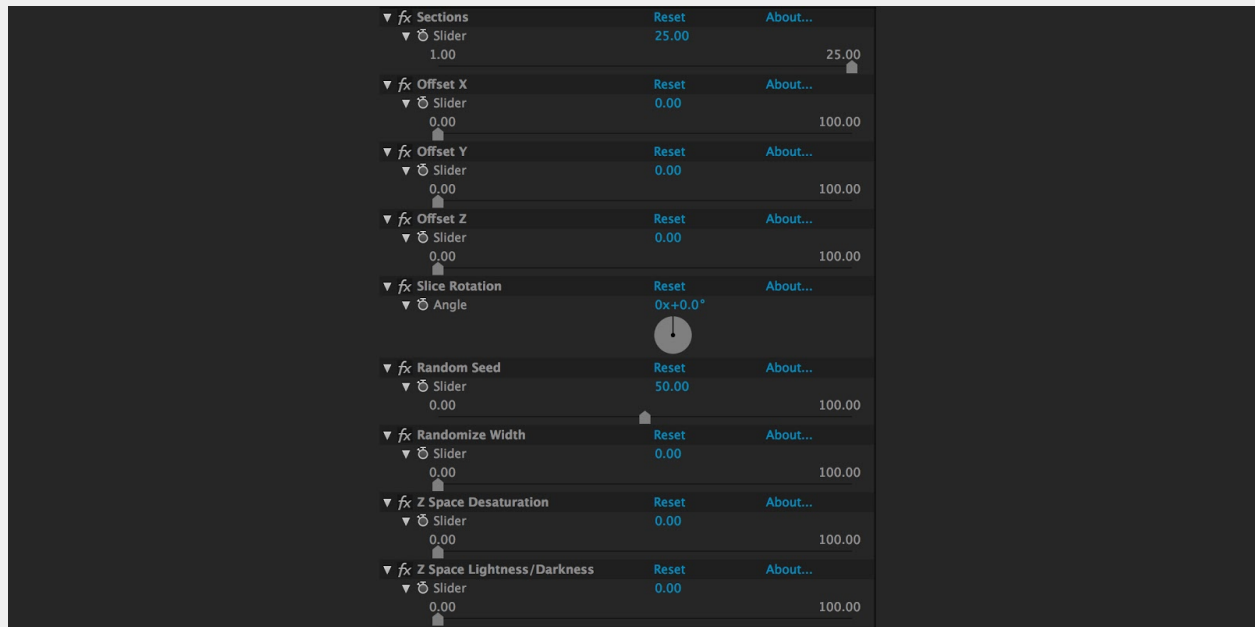 fx Sections Reset About...
Slider 25.00
1.00 25.00
fx Offset X Reset About...
Slider 0.00
0.00 100.00
fx Offset Y Reset About...
Slider 0.00
0.00 100.00
fx Offset Z Reset About...
Slider 0.00
0.00 100.00
fx Slice Rotation Reset About...
Angle 0x+0.0°
fx Random Seed Reset About...
Slider 50.00
0.00 100.00
fx Randomize Width Reset About...
Slider 0.00
0.00 100.00
fx Z Space Desaturation Reset About...
Slider 0.00
0.00 100.00
fx Z Space Lightness/Darkness Reset About...
Slider 0.00
0.00 100.00